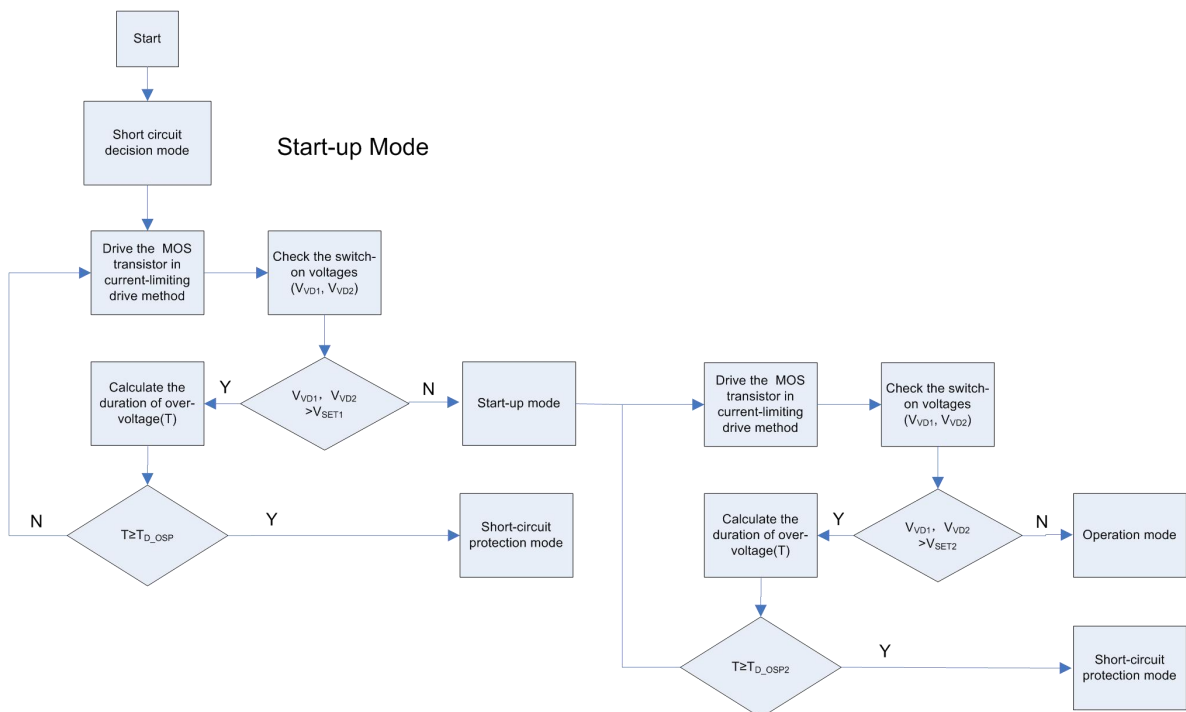 Start
Short circuit
decision mode
Start-up Mode
Drive the MOS
transistor in
current-limiting
drive method
Check the switch-
on voltages
(VVD1, VVD2)
VVD1, VVD2
>VSET1
Y
N
Calculate the
duration of over-
voltage(T)
Start-up mode
T≥TD_OSP
N
Y
Short-circuit
protection mode
Drive the MOS
transistor in
current-limiting
drive method
Check the switch-
on voltages
(VVD1, VVD2)
VVD1, VVD2
>VSET2
Y
N
Calculate the
duration of over-
voltage(T)
Operation mode
T≥TD_OSP2
Y
Short-circuit
protection mode